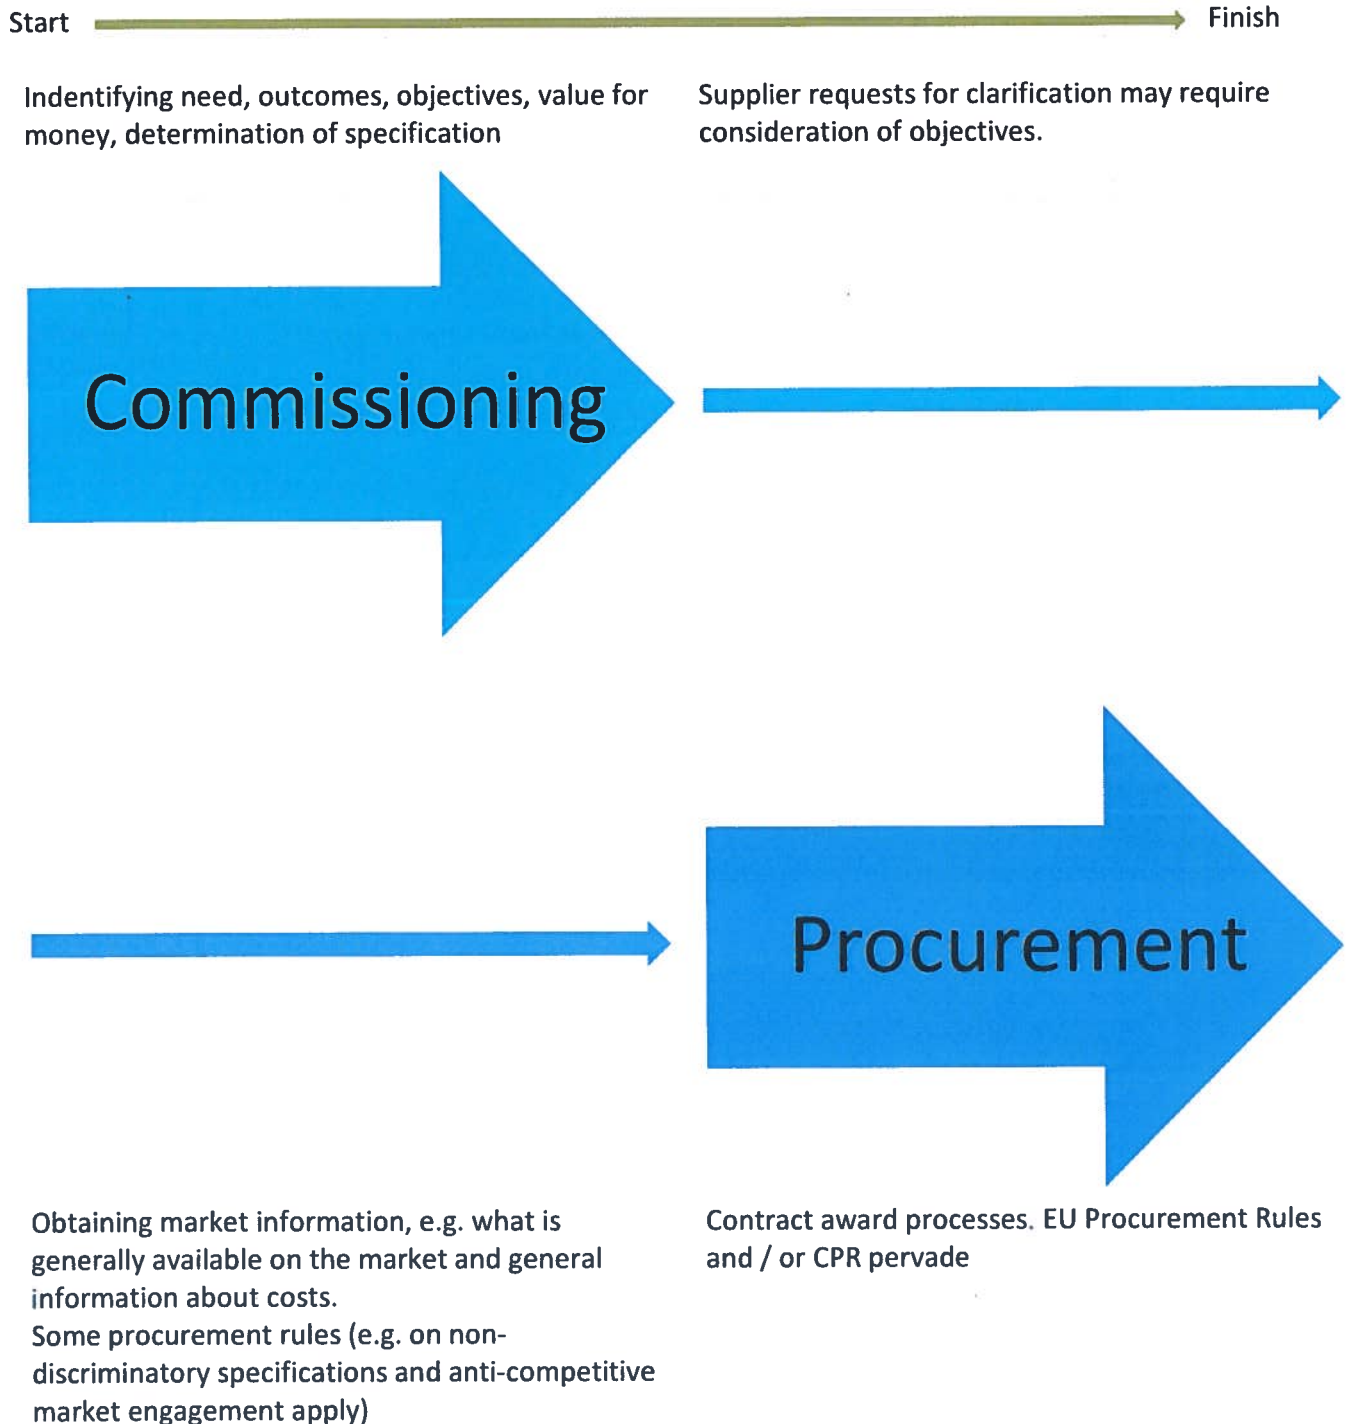 Start
Finish
Indentifying need, outcomes, objectives, value for
money, determination of specification
Supplier requests for clarification may require
consideration of objectives.
Commissioning
Procurement
Obtaining market information, e.g. what is
generally available on the market and general
information about costs.
Some procurement rules (e.g. on non-
discriminatory specifications and anti-competitive
market engagement apply)
Contract award processes. EU Procurement Rules
and / or CPR pervade